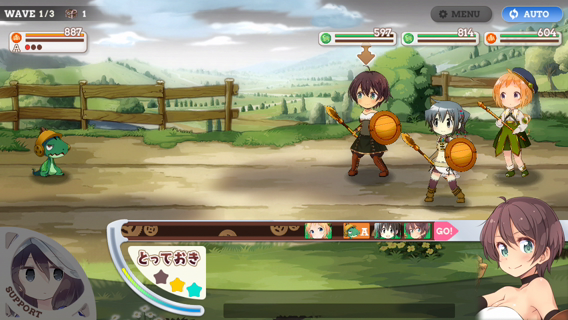 WAVE 1/3
1
MENU
AUTO
887
A
597
814
604
A
GO!
とっておき
SUPPORT